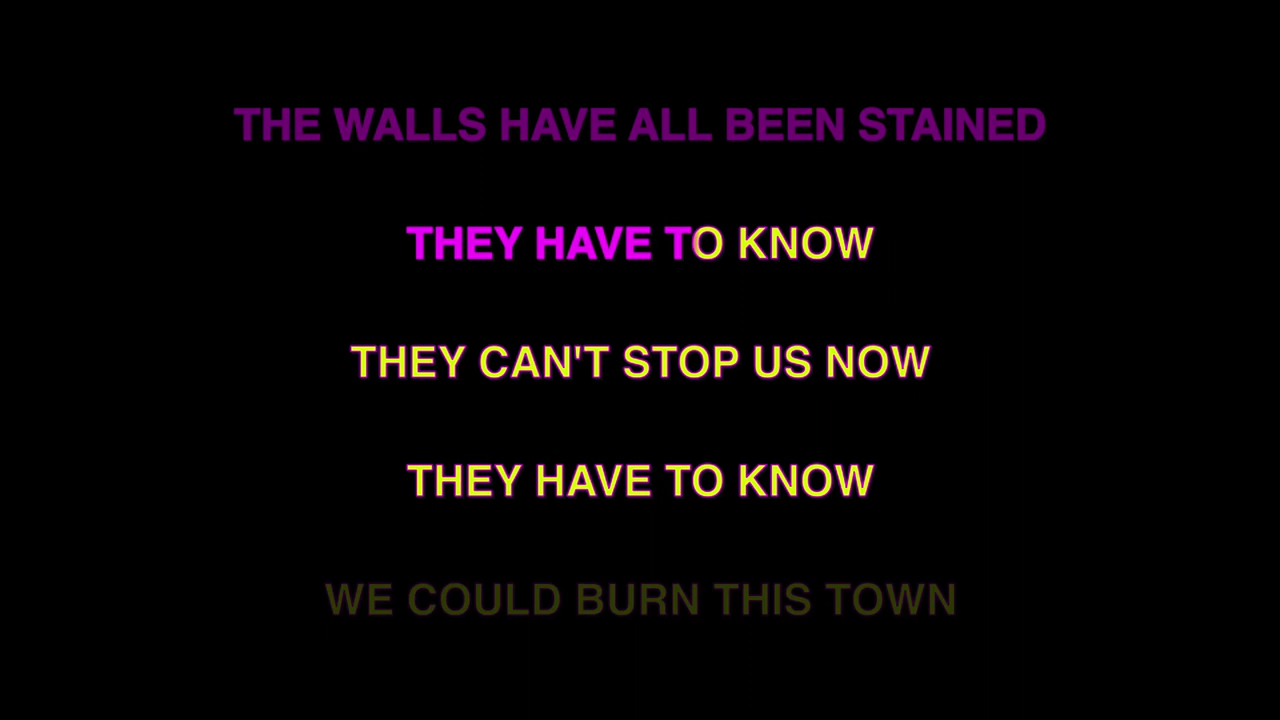 THE WALLS HAVE ALL BEEN STAINED
THEY HAVE TO KNOW
THEY CAN'T STOP US NOW
THEY HAVE TO KNOW
WE COULD BURN THIS TOWN